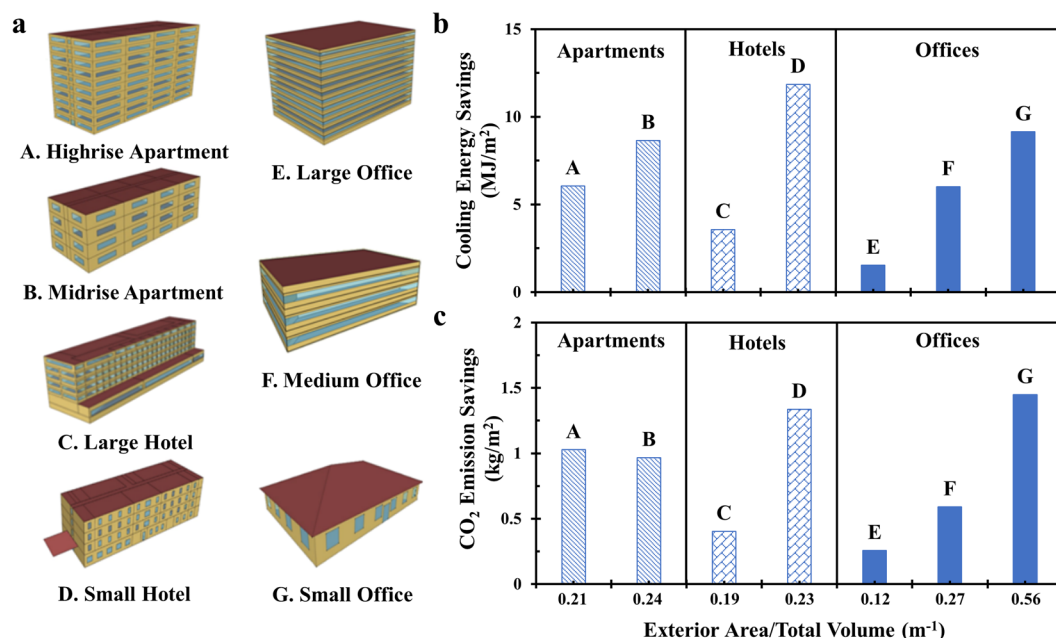 a
A. Highrise Apartment
B. Midrise Apartment
C. Large Hotel
D. Small Hotel
E. Large Office
F. Medium Office
G. Small Office
b
Cooling Energy Savings
(MJ/m²)
15
10
5
0
Apartments
Hotels
Offices
A
B
C
D
E
F
G
c
CO₂ Emission Savings
(kg/m²)
2
1.5
1
0.5
0
Apartments
Hotels
Offices
A
B
C
D
E
F
G
0.21
0.24
0.19
0.23
0.12
0.27
0.56
Exterior Area/Total Volume (m⁻¹)